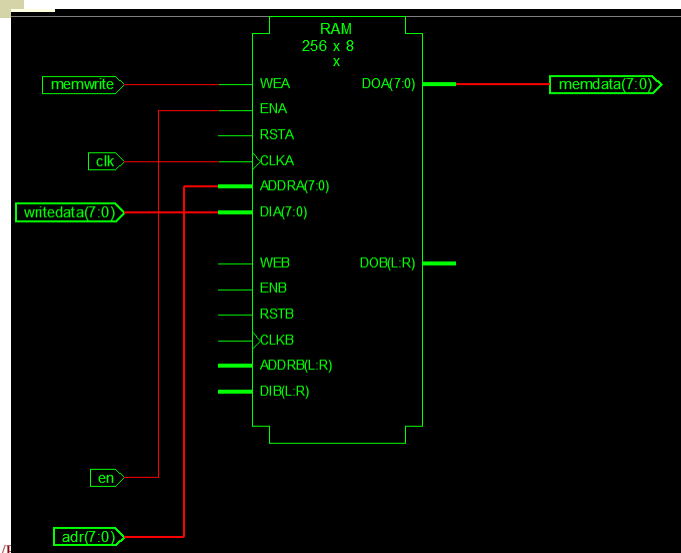 RAM
256 x 8
x
memwrite
WEA
DOA(7:0)
memdata(7:0)
ENA
RSTA
clk
CLKA
ADDRA(7:0)
writedata(7:0)
DIA(7:0)
WEB
DOB(L:R)
ENB
RSTB
CLKB
ADDRB(L:R)
DIB(L:R)
en
adr(7:0)